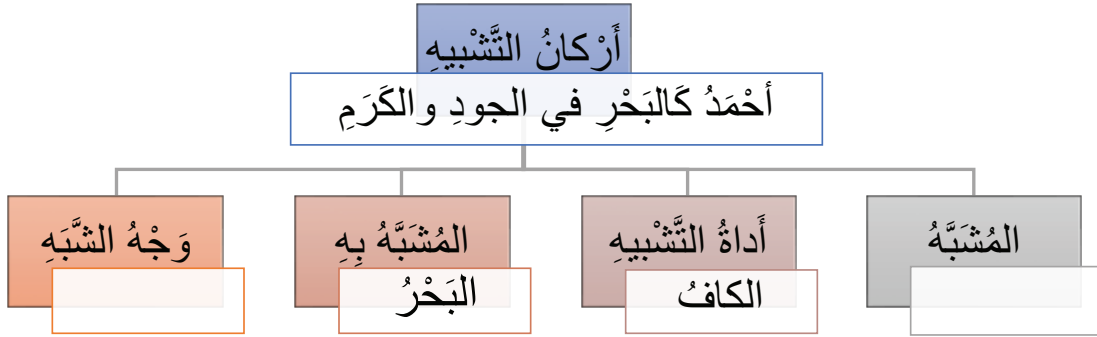 أَرْكانُ التَّشْبيهِ
أحْمَدُ كَالبَحْرِ في الجودِ والكَرَمِ
المُشَبَّهُ
أَداةُ التَّشْبيهِ
الكافُ
المُشَبَّهُ بِهِ
البَحْرُ
وَجْهُ الشَّبَهِ